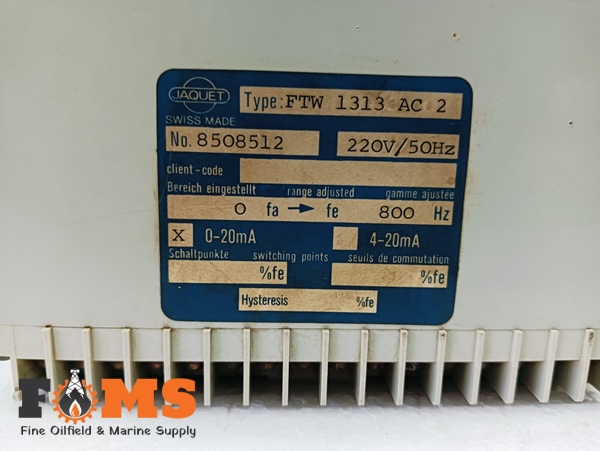 JAQUET
Type: FTW 1313 AC 2
SWISS MADE
No. 8508512 220V/50Hz
client-code
Bereich eingestellt range adjusted gamme ajustée
0 fa → fe 800 Hz
X 0-20mA 4-20mA
Schaltpunkte switching points seuils de commutation
%fe %fe
Hysteresis %fe
FOMS
Fine Oilfield & Marine Supply